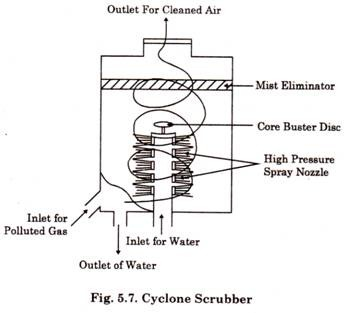 Outlet For Cleaned Air
Mist Eliminator
Core Buster Disc
High Pressure
Spray Nozzle
Inlet for
Polluted Gas
Inlet for Water
Outlet of Water
Fig. 5.7. Cyclone Scrubber